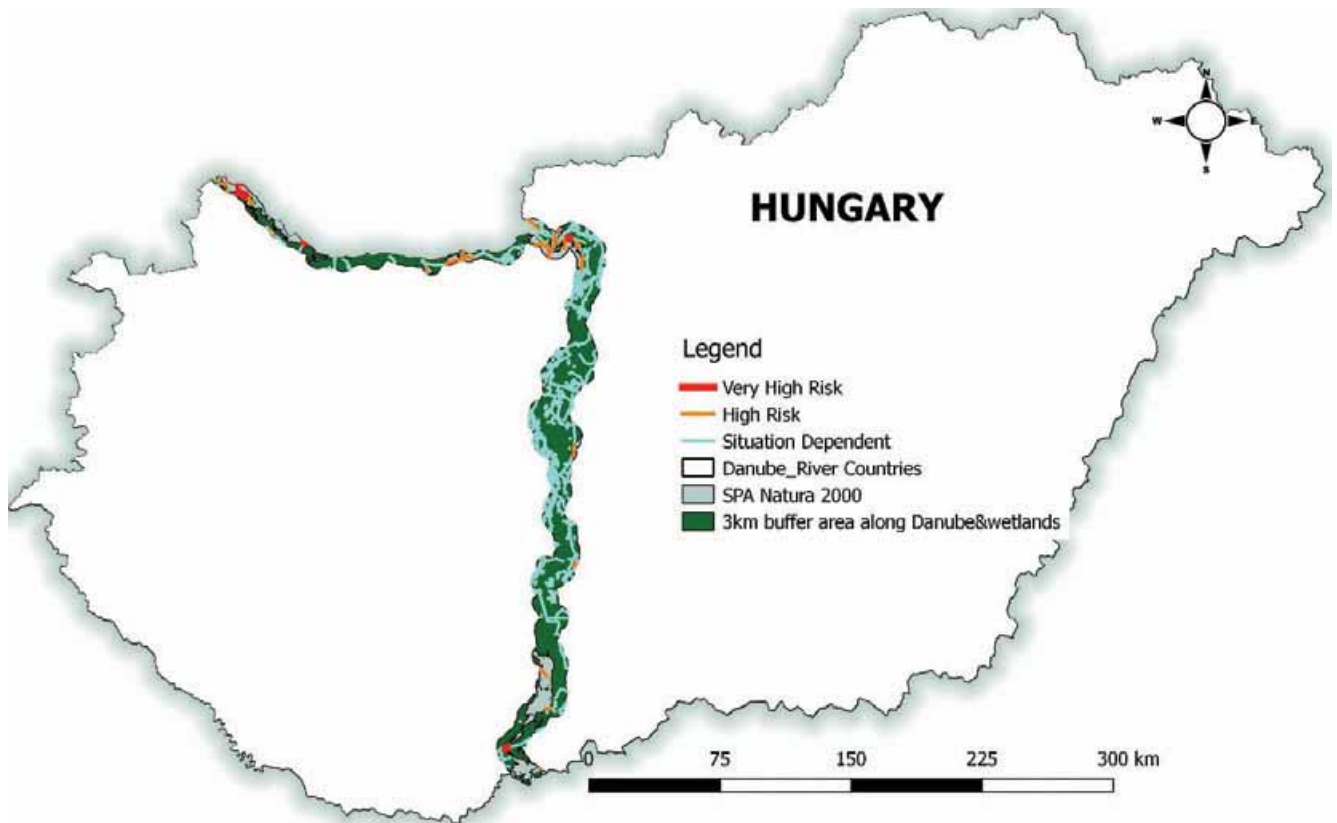 N
W E
S
HUNGARY
Legend
Very High Risk
High Risk
Situation Dependent
Danube_River Countries
SPA Natura 2000
3km buffer area along Danube&wetlands
0 75 150 225 300 km